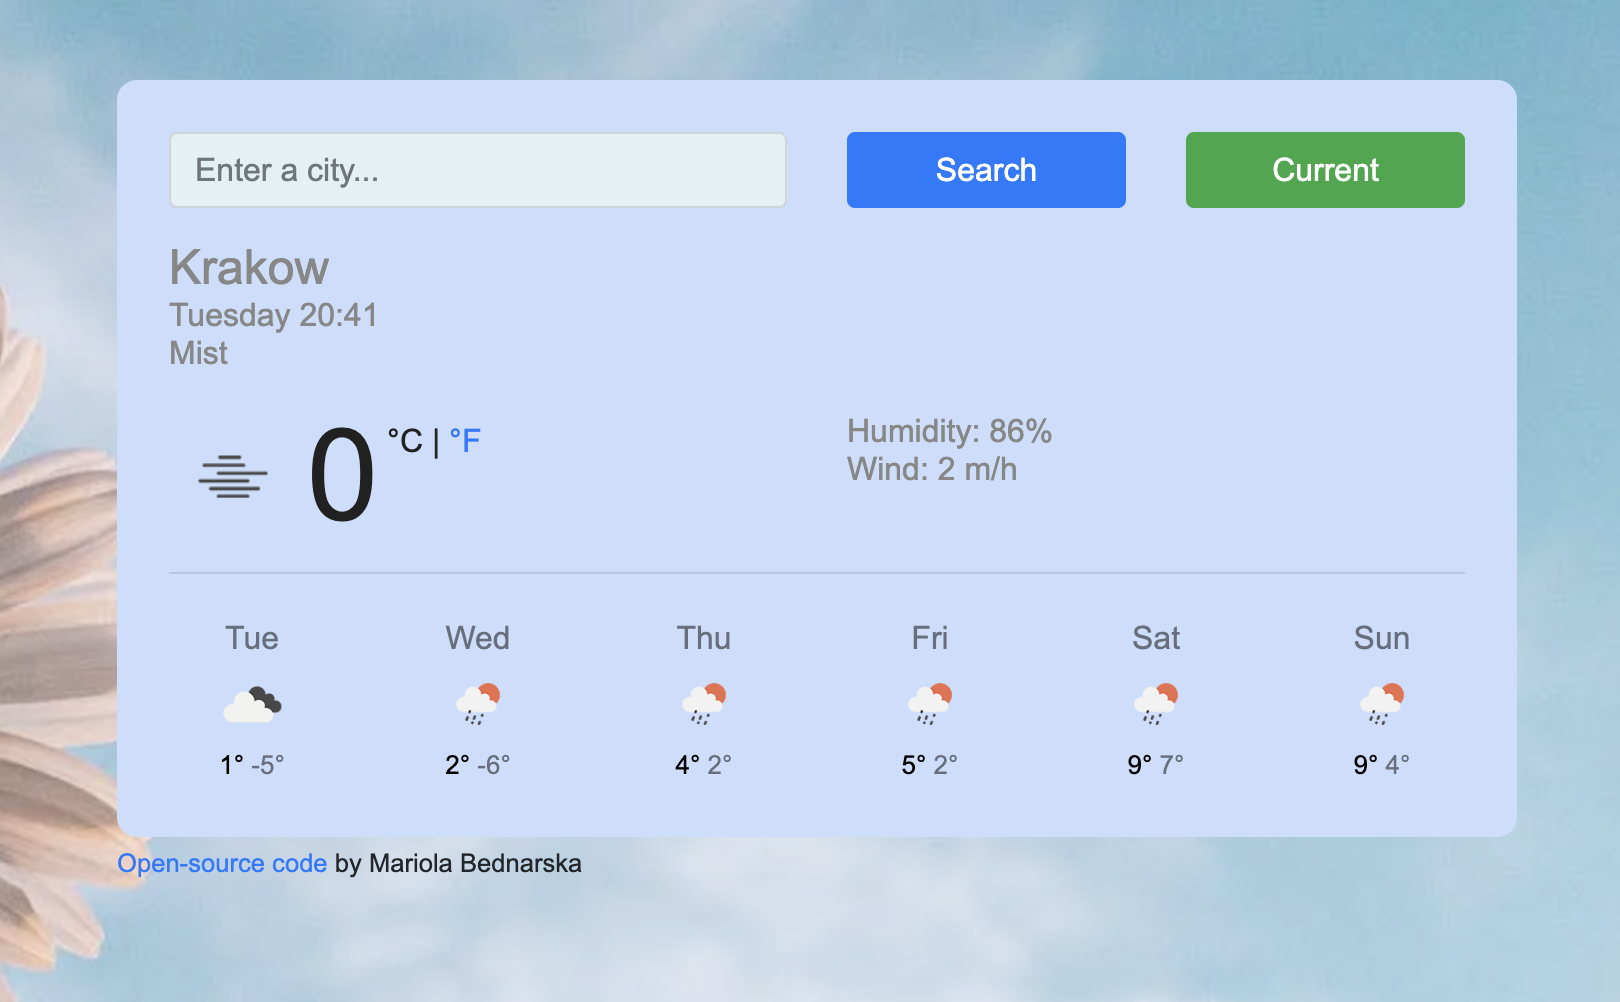 Enter a city...
Search
Current
Krakow
Tuesday 20:41
Mist
0 °C | °F
Humidity: 86%
Wind: 2 m/h
Tue Wed Thu Fri Sat Sun
1° -5° 2° -6° 4° 2° 5° 2° 9° 7° 9° 4°
Open-source code by Mariola Bednarska